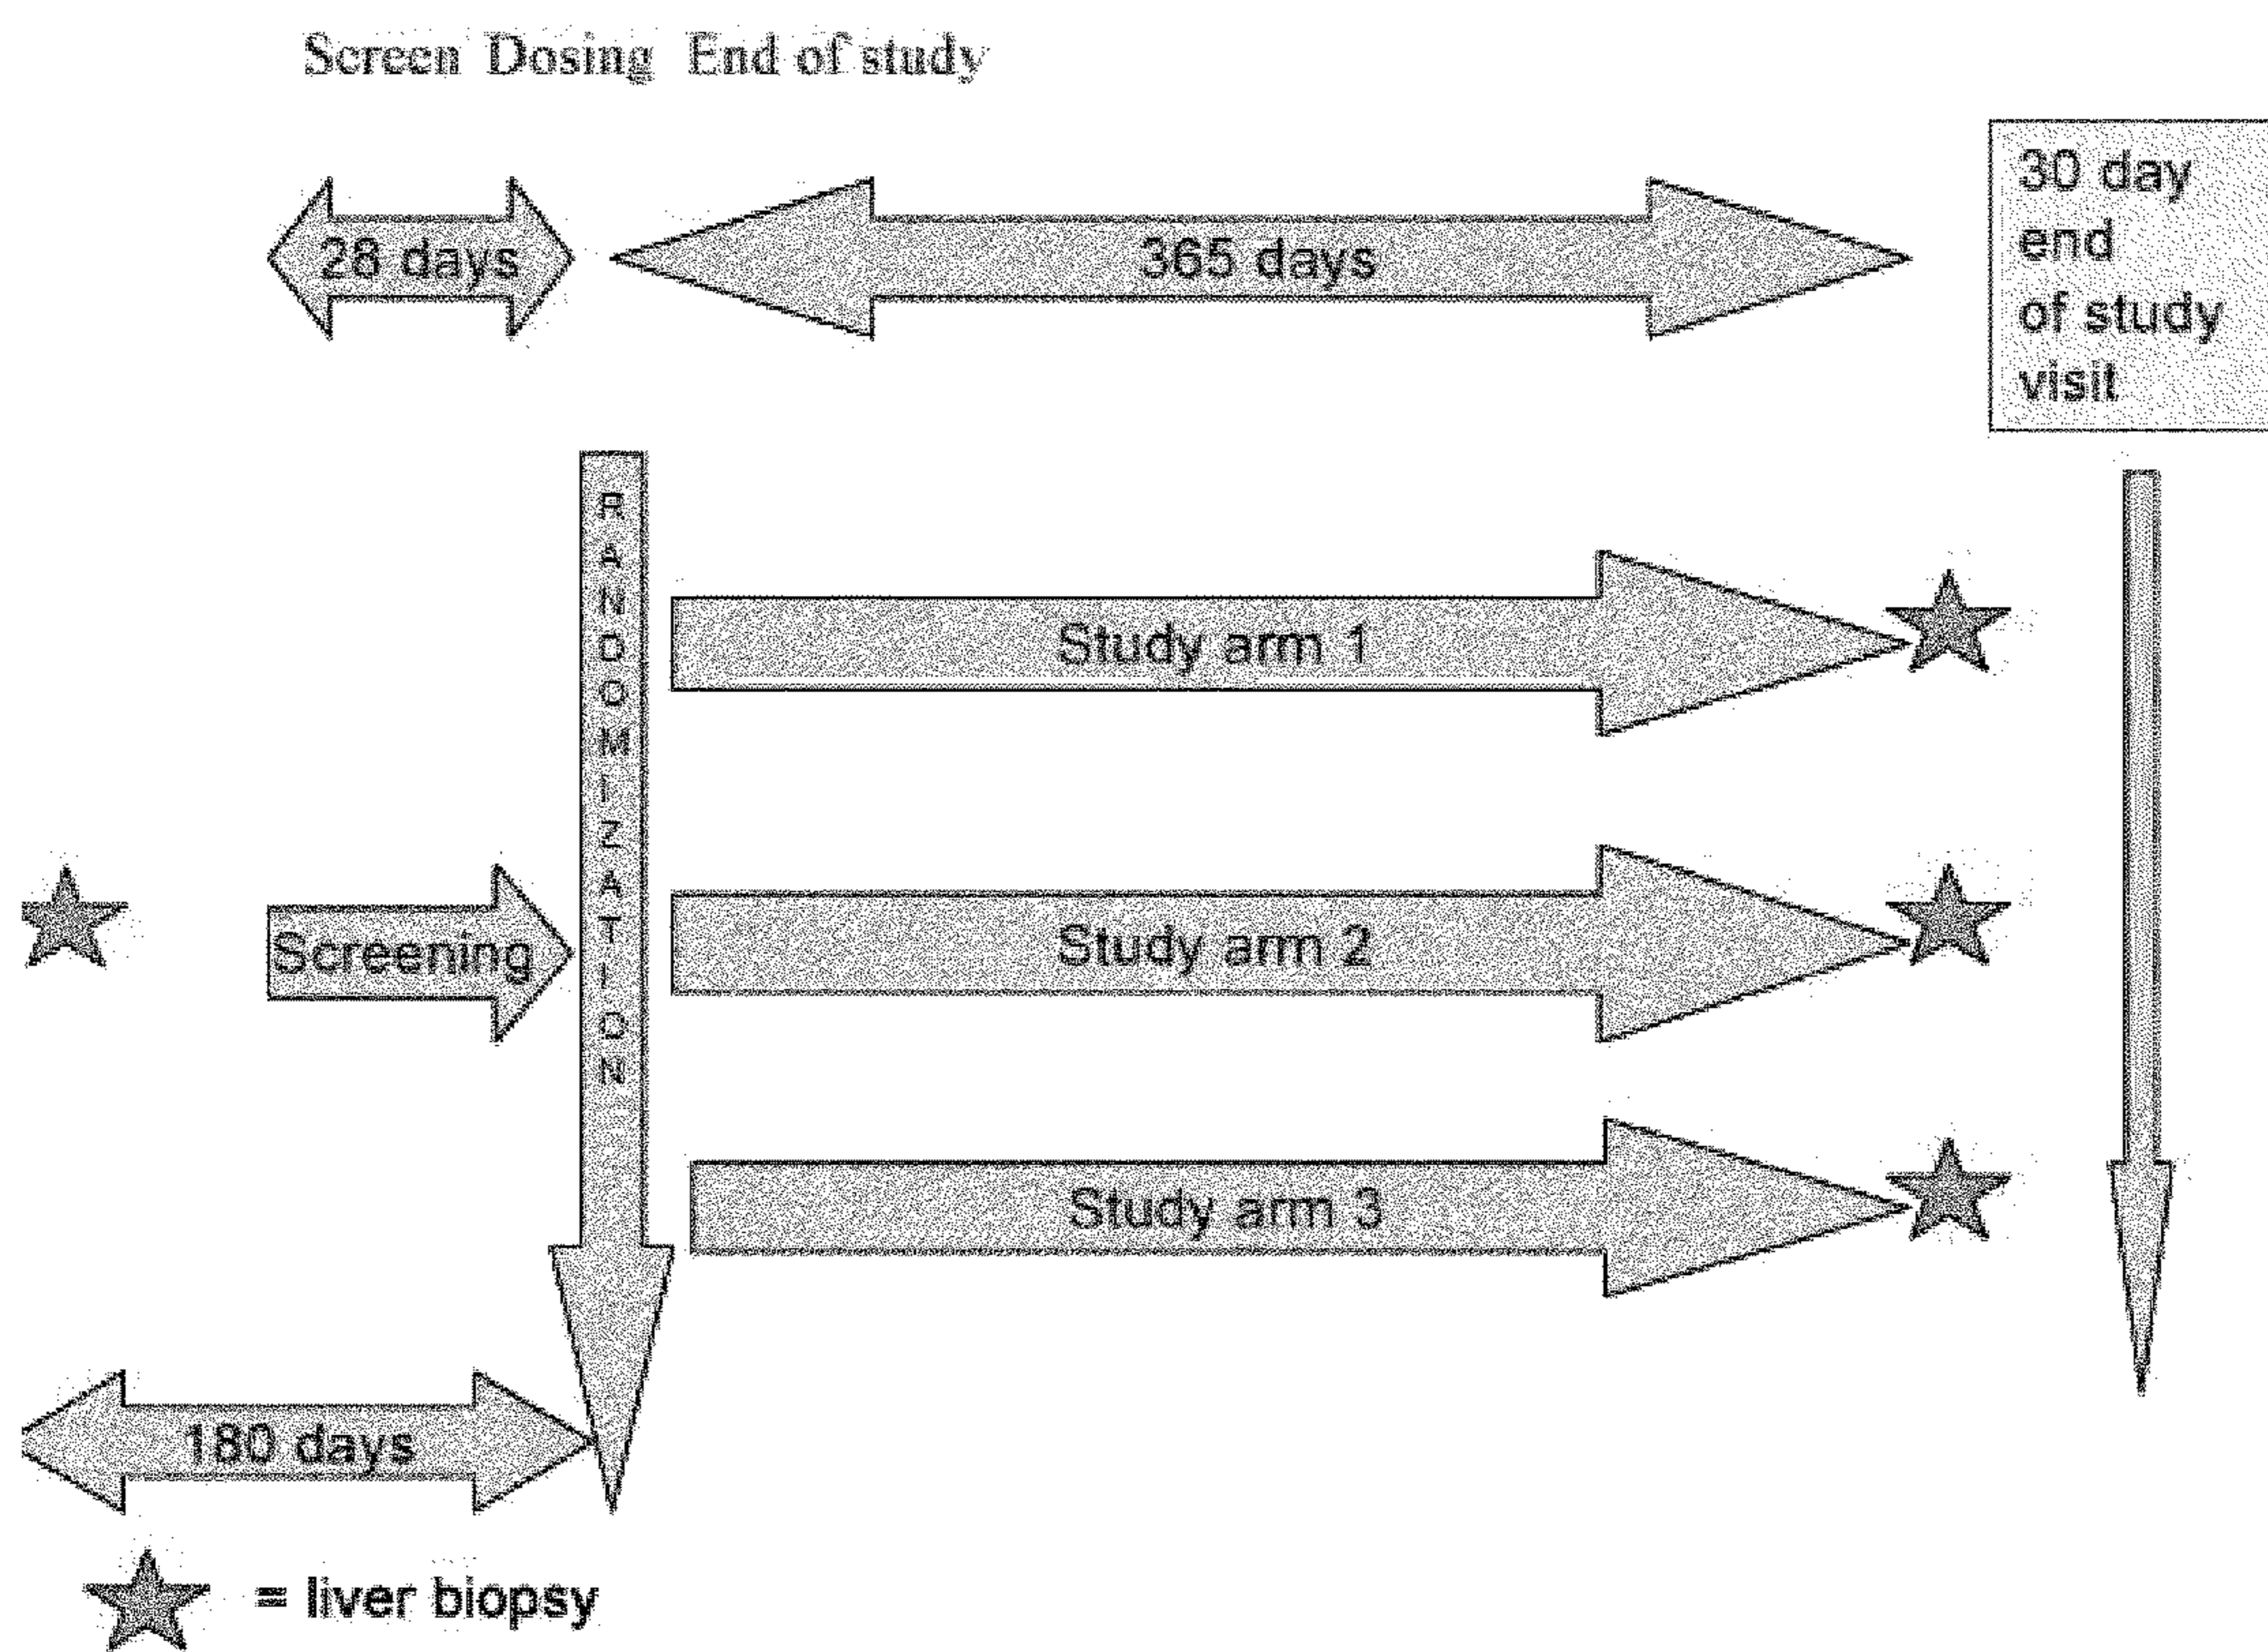 Screen Dosing End of study
28 days
365 days
30 day
end
of study
visit
RANDOMIZATION
Study arm 1
Screening
Study arm 2
Study arm 3
180 days
= liver biopsy